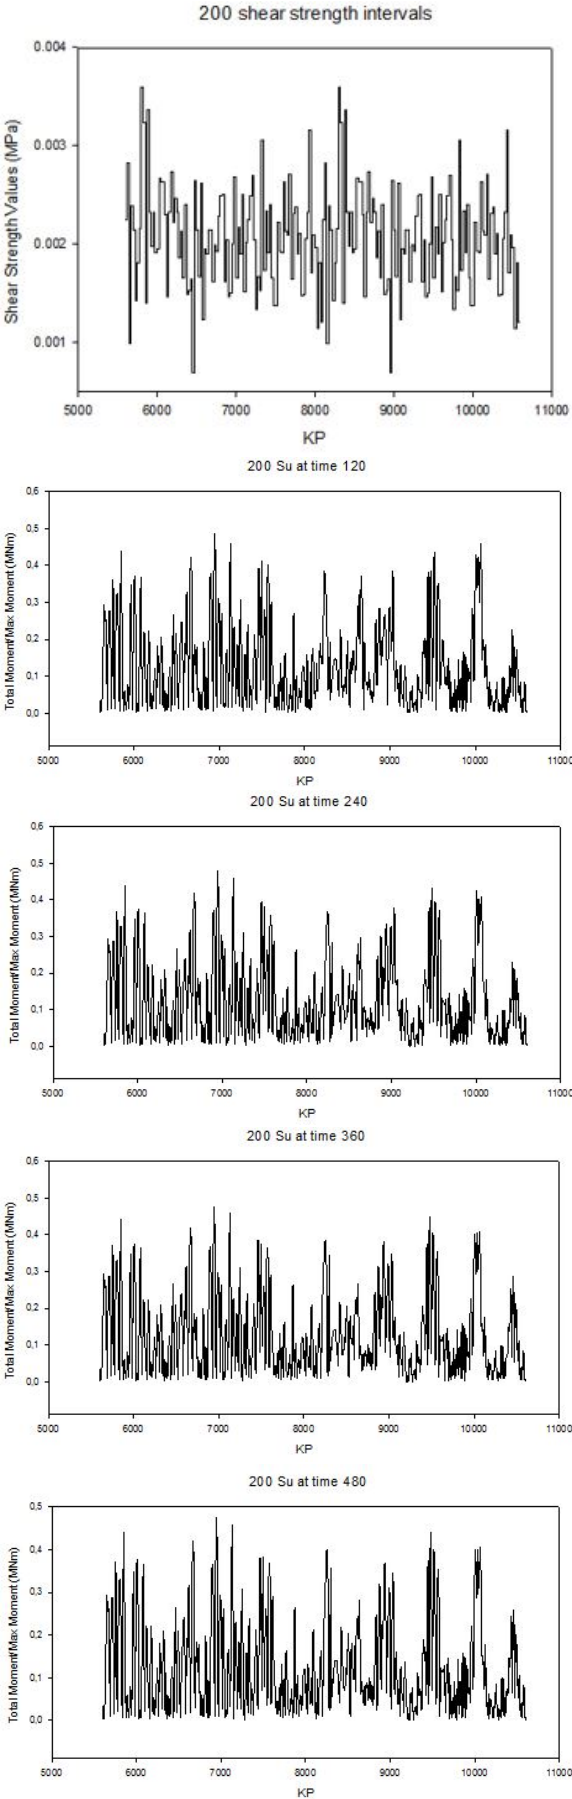 200 shear strength intervals
0.004
0.003
0.002
0.001
Shear Strength Values (MPa)
5000 6000 7000 8000 9000 10000 11000
KP
200 Su at time 120
0,6
0,5
0,4
0,3
0,2
0,1
0,0
Total Moment/Max Moment (MNm)
5000 6000 7000 8000 9000 10000 11000
KP
200 Su at time 240
0,6
0,5
0,4
0,3
0,2
0,1
0,0
Total Moment/Max Moment (MNm)
5000 6000 7000 8000 9000 10000 11000
KP
200 Su at time 360
0,6
0,5
0,4
0,3
0,2
0,1
0,0
Total Moment/Max Moment (MNm)
5000 6000 7000 8000 9000 10000 11000
KP
200 Su at time 480
0,5
0,4
0,3
0,2
0,1
0,0
Total Moment/Max Moment (MNm)
5000 6000 7000 8000 9000 10000 11000
KP